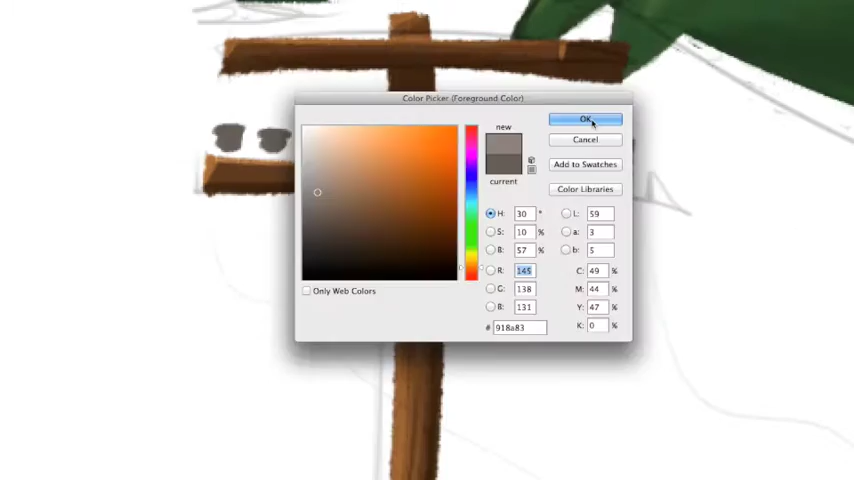 Color Picker (Foreground Color)
new
current
OK
Cancel
Add to Swatches
Color Libraries
H: 30 °
S: 10 %
B: 57 %
R: 145
G: 138
B: 131
# 918a83
L: 59
a: 3
b: 5
C: 49 %
M: 44 %
Y: 47 %
K: 0 %
Only Web Colors